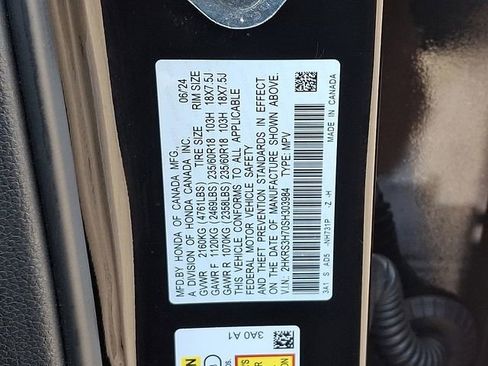 MFD.BY HONDA OF CANADA MFG.,
A DIVISION OF HONDA CANADA INC. 06/24
TIRE SIZE RIM SIZE
GVWR 2160KG (4761LBS)
GAWR F 1120KG (2469LBS) 235/60R18 103H 18X7.5J
GAWR R 1070KG (2358LBS) 235/60R18 103H 18X7.5J
THIS VEHICLE CONFORMS TO ALL APPLICABLE
FEDERAL MOTOR VEHICLE SAFETY
AND THEFT PREVENTION STANDARDS IN EFFECT
ON THE DATE OF MANUFACTURE SHOWN ABOVE.
V.I.N: 2HKRS3H70SH303984 TYPE: MPV
3A1 S AD5 -NH731P -Z -H
MADE IN CANADA
3A0 A1